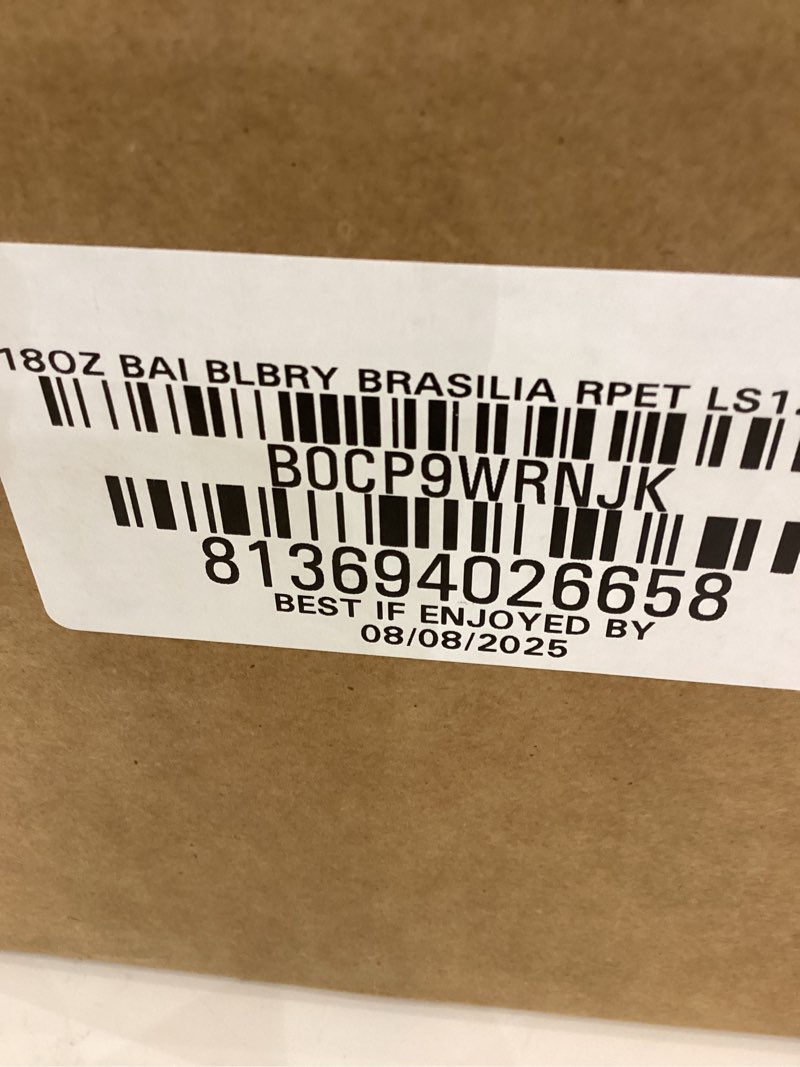 18OZ BAI BLBRY BRASILIA RPET LS1
B0CP9WRNJK
813694026658
BEST IF ENJOYED BY
08/08/2025